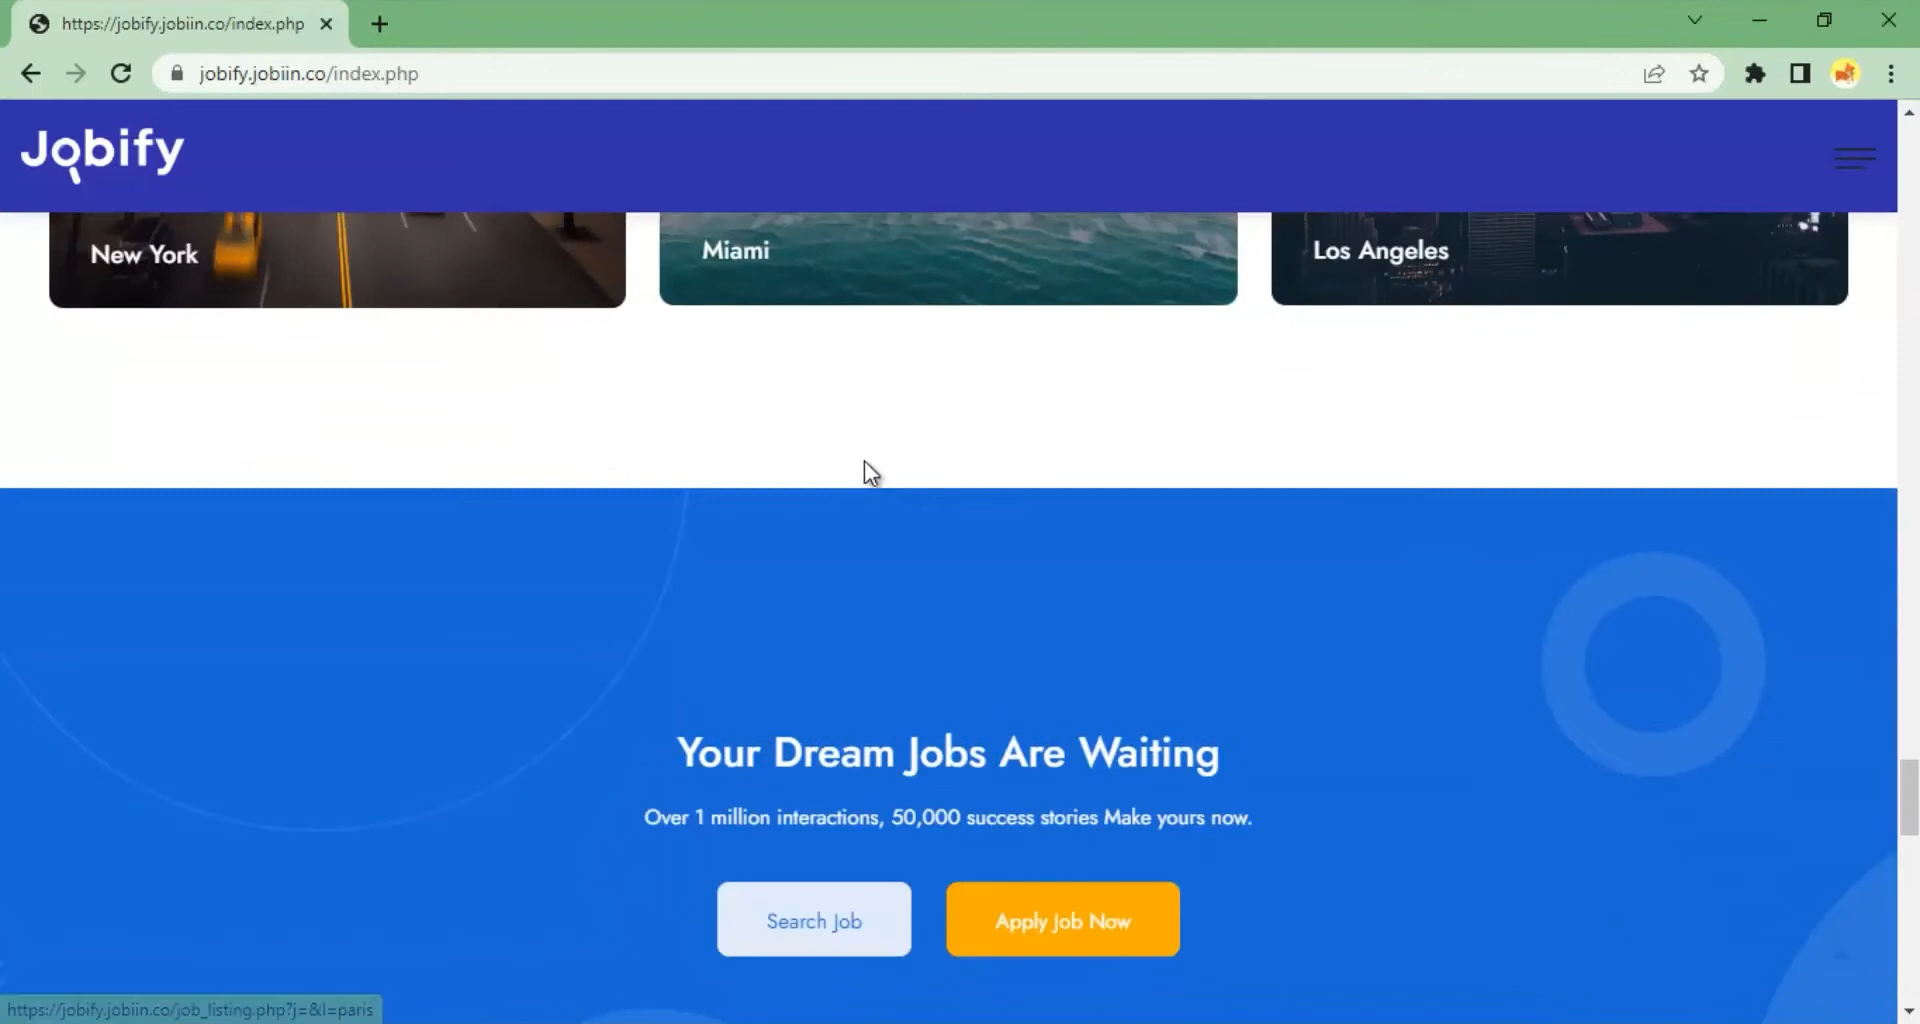 https://jobify.jobiin.co/index.php
jobify.jobiin.co/index.php
Jobify
New York
Miami
Los Angeles
Your Dream Jobs Are Waiting
Over 1 million interactions, 50,000 success stories Make yours now.
Search Job
Apply Job Now
https://jobify.jobiin.co/job_listing.php?j=&l=paris